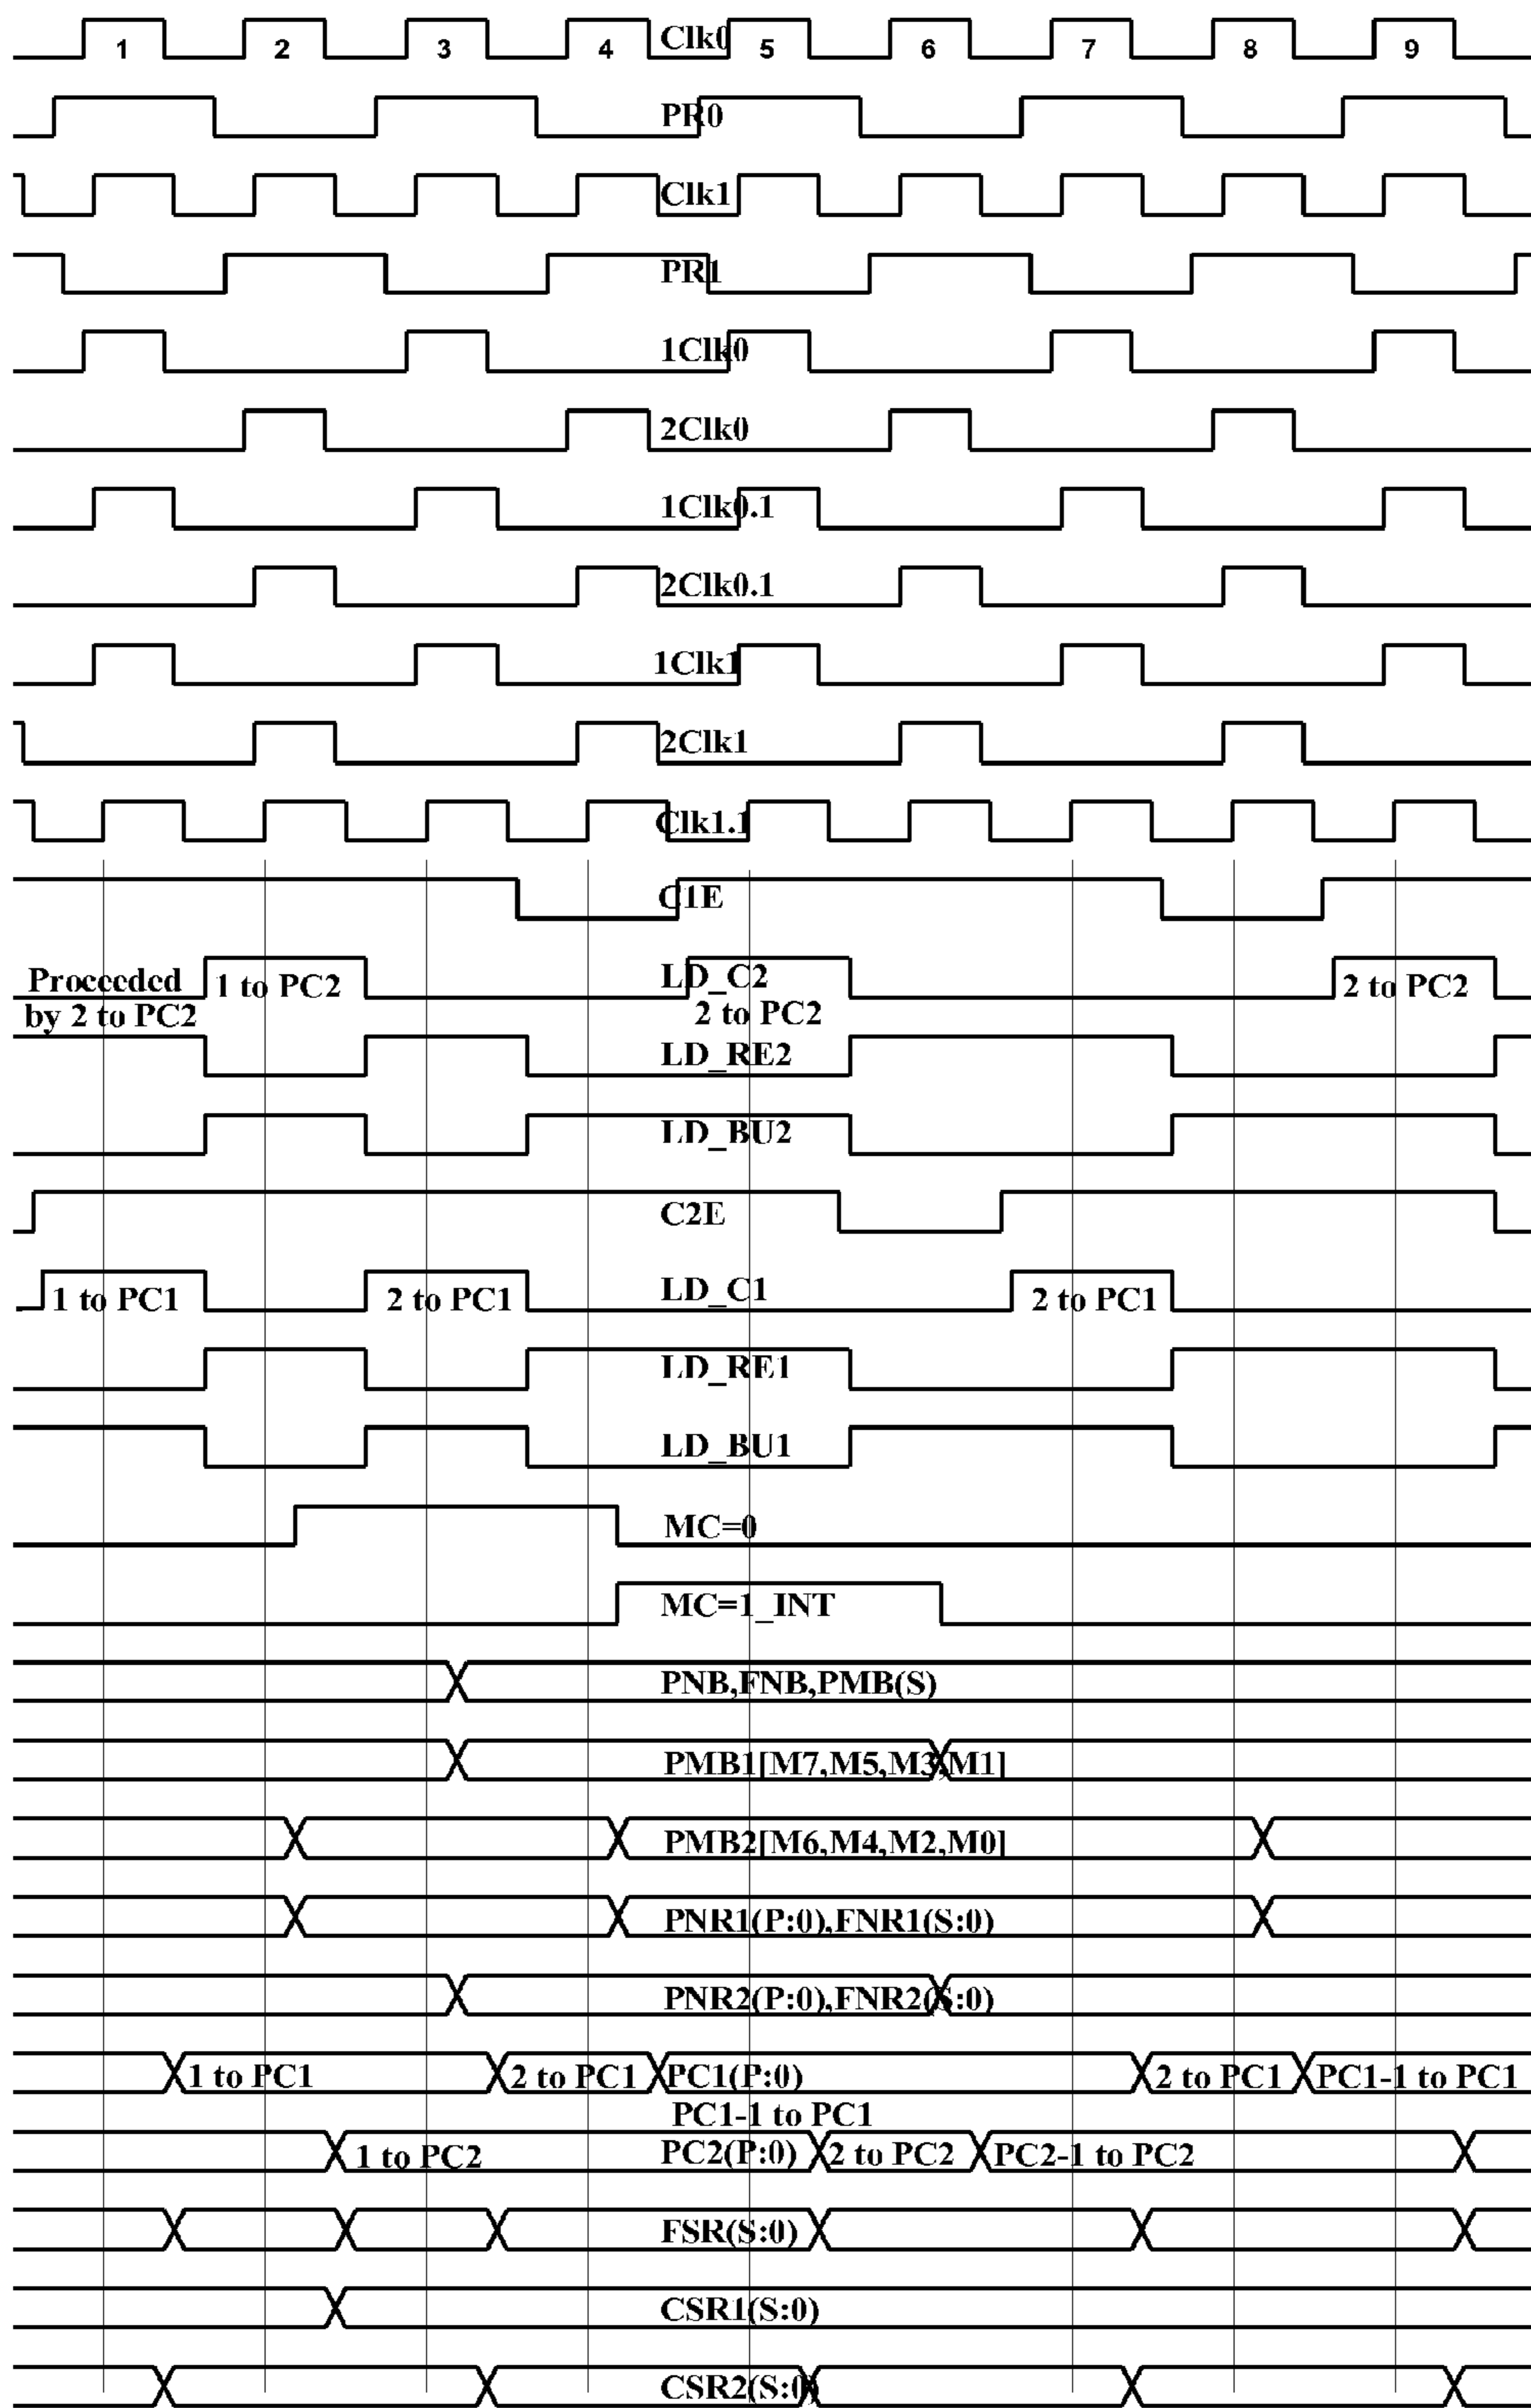 1 2 3 4 Clk0 5 6 7 8 9
PR0
Clk1
PR1
1Clk0
2Clk0
1Clk0.1
2Clk0.1
1Clk1
2Clk1
Clk1.1
C1E
Proceeded 1 to PC2 LD_C2 2 to PC2
by 2 to PC2 2 to PC2
LD_RE2
LD_BU2
C2E
1 to PC1 2 to PC1 LD_C1 2 to PC1
LD_RE1
LD_BU1
MC=0
MC=1_INT
PNB,FNB,PMB(S)
PMB1[M7,M5,M3,M1]
PMB2[M6,M4,M2,M0]
PNR1(P:0),FNR1(S:0)
PNR2(P:0),FNR2(S:0)
1 to PC1 2 to PC1 PC1(P:0) 2 to PC1 PC1-1 to PC1
PC1-1 to PC1
1 to PC2 PC2(P:0) 2 to PC2 PC2-1 to PC2
FSR(S:0)
CSR1(S:0)
CSR2(S:0)